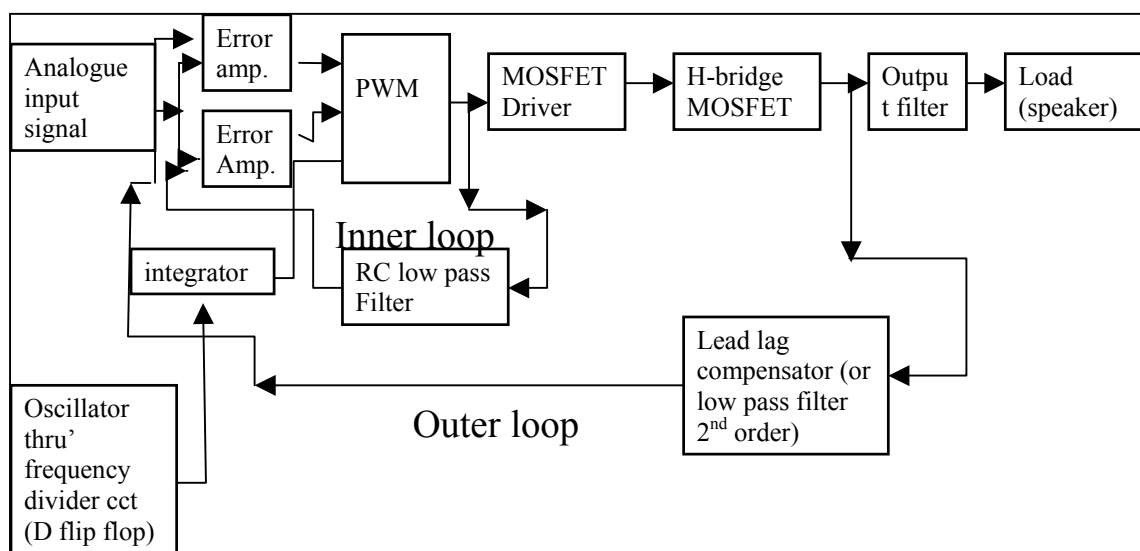 Analogue
input
signal
Error
amp.
Error
Amp.
PWM
MOSFET
Driver
H-bridge
MOSFET
Outpu
t filter
Load
(speaker)
Inner loop
integrator
RC low pass
Filter
Lead lag
compensator (or
low pass filter
2nd order)
Outer loop
Oscillator
thru’
frequency
divider cct
(D flip flop)